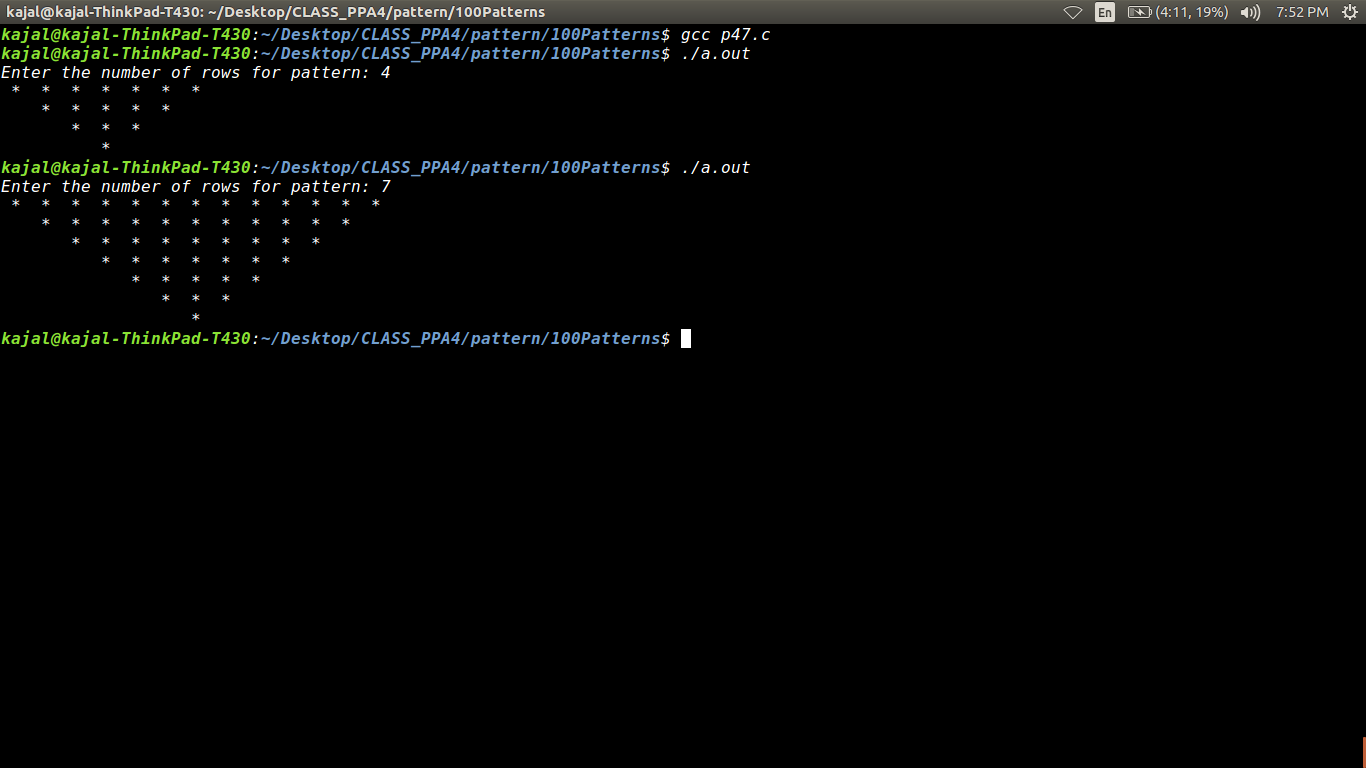 kajal@kajal-ThinkPad-T430: ~/Desktop/CLASS_PPA4/pattern/100Patterns En (4:11, 19%) 7:52 PM
kajal@kajal-ThinkPad-T430:~/Desktop/CLASS_PPA4/pattern/100Patterns$ gcc p47.c
kajal@kajal-ThinkPad-T430:~/Desktop/CLASS_PPA4/pattern/100Patterns$ ./a.out
Enter the number of rows for pattern: 4
 *  *  *  *  *  *  *
    *  *  *  *  *
       *  *  *
          *
kajal@kajal-ThinkPad-T430:~/Desktop/CLASS_PPA4/pattern/100Patterns$ ./a.out
Enter the number of rows for pattern: 7
 *  *  *  *  *  *  *  *  *  *  *  *  *
    *  *  *  *  *  *  *  *  *  *  *
       *  *  *  *  *  *  *  *  *
          *  *  *  *  *  *  *
             *  *  *  *  *
                *  *  *
                   *
kajal@kajal-ThinkPad-T430:~/Desktop/CLASS_PPA4/pattern/100Patterns$